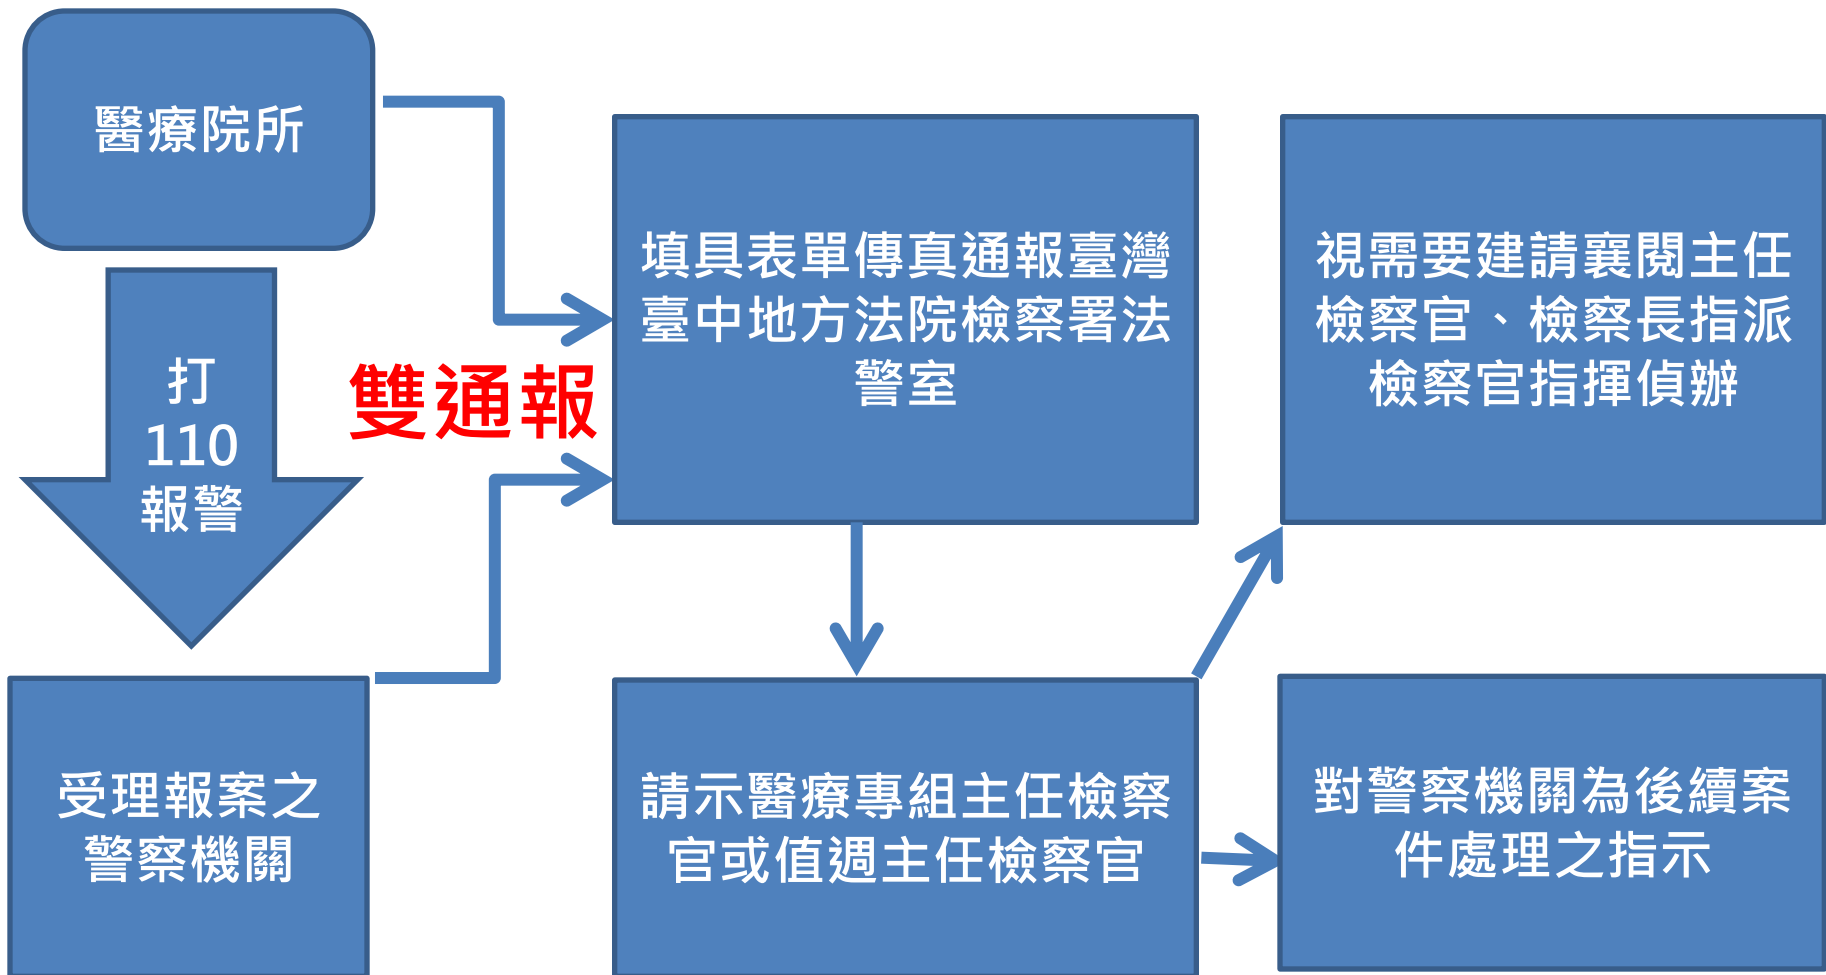 醫療院所
打
110
報警
雙通報
受理報案之
警察機關
填具表單傳真通報臺灣
臺中地方法院檢察署法
警室
請示醫療專組主任檢察
官或值週主任檢察官
視需要建請襄閱主任
檢察官、檢察長指派
檢察官指揮偵辦
對警察機關為後續案
件處理之指示